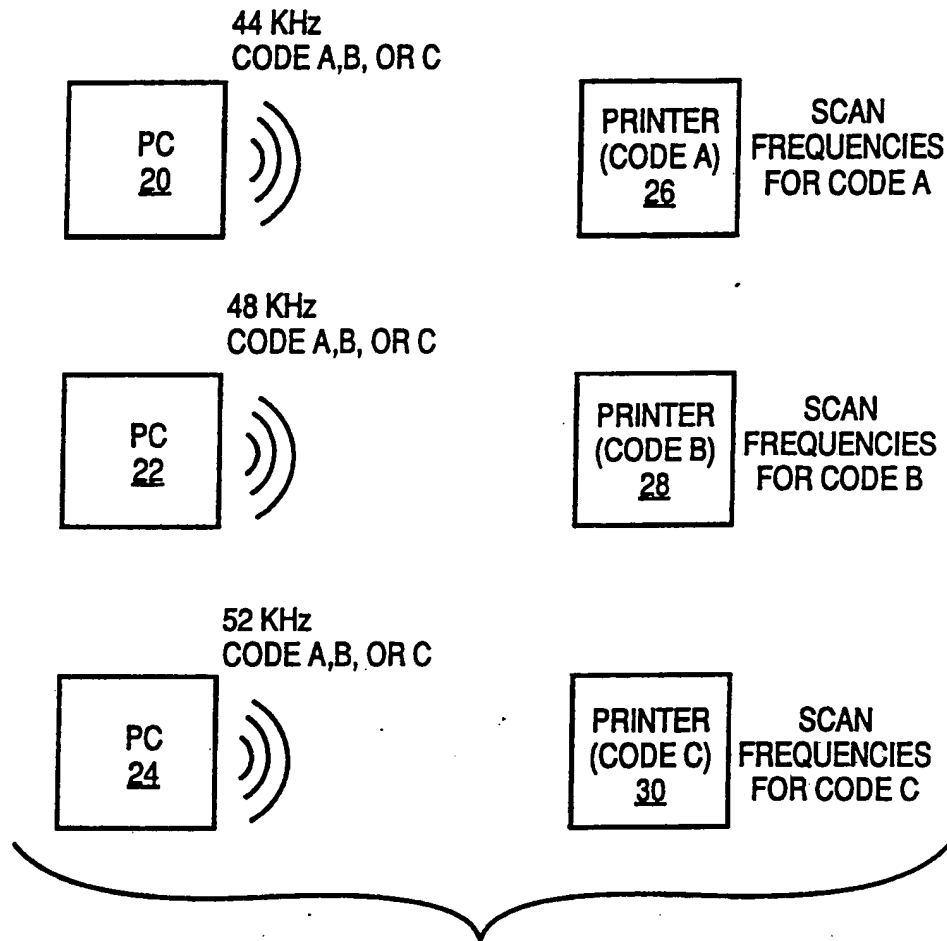 44 KHz
CODE A,B, OR C
PC
20
PRINTER
(CODE A)
26
SCAN
FREQUENCIES
FOR CODE A
48 KHz
CODE A,B, OR C
PC
22
PRINTER
(CODE B)
28
SCAN
FREQUENCIES
FOR CODE B
52 KHz
CODE A,B, OR C
PC
24
PRINTER
(CODE C)
30
SCAN
FREQUENCIES
FOR CODE C